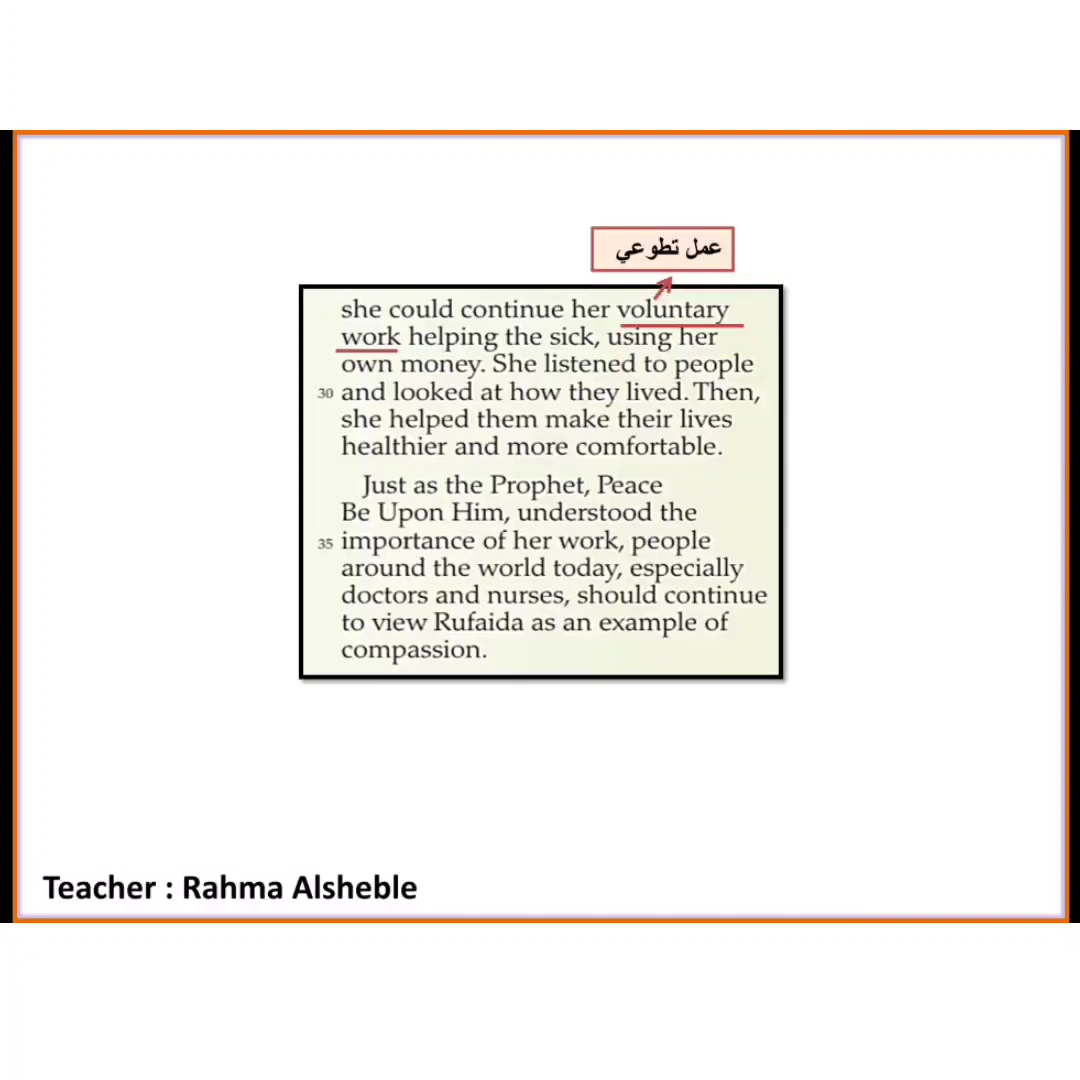 عمل تطوعي
she could continue her voluntary
work helping the sick, using her
own money. She listened to people
30 and looked at how they lived. Then,
she helped them make their lives
healthier and more comfortable.
Just as the Prophet, Peace
Be Upon Him, understood the
35 importance of her work, people
around the world today, especially
doctors and nurses, should continue
to view Rufaida as an example of
compassion.
Teacher : Rahma Alsheble